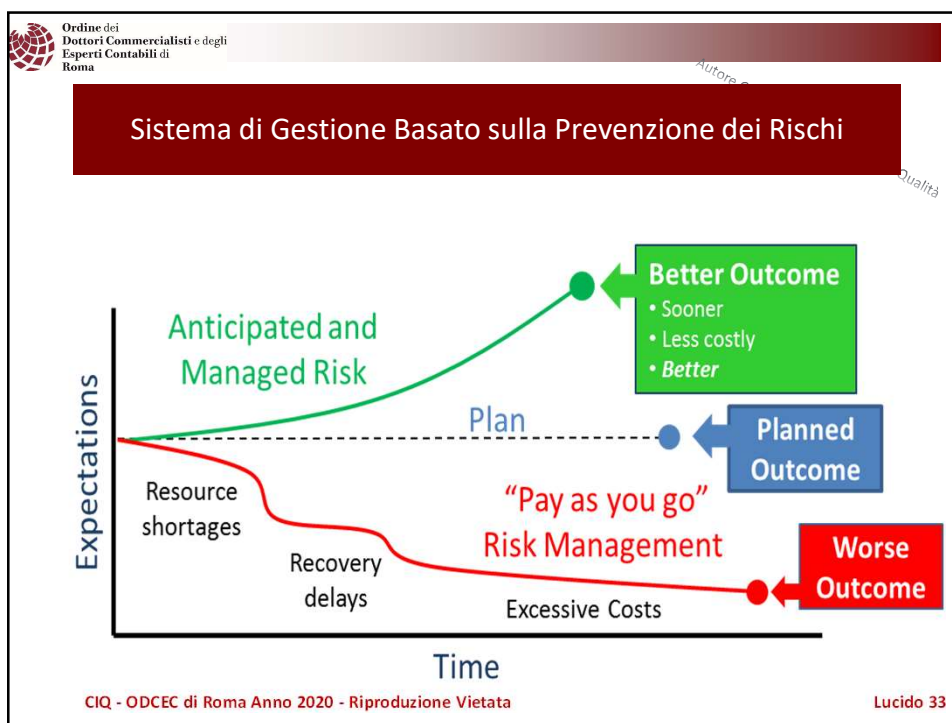 Ordine dei
Dottori Commercialisti e degli
Esperti Contabili di
Roma
Autore
Sistema di Gestione Basato sulla Prevenzione dei Rischi
Qualità
Better Outcome
• Sooner
• Less costly
• Better
Anticipated and
Managed Risk
Plan
Planned
Outcome
Expectations
Resource
shortages
"Pay as you go"
Risk Management
Recovery
delays
Worse
Outcome
Excessive Costs
Time
CIQ - ODCEC di Roma Anno 2020 - Riproduzione Vietata
Lucido 33